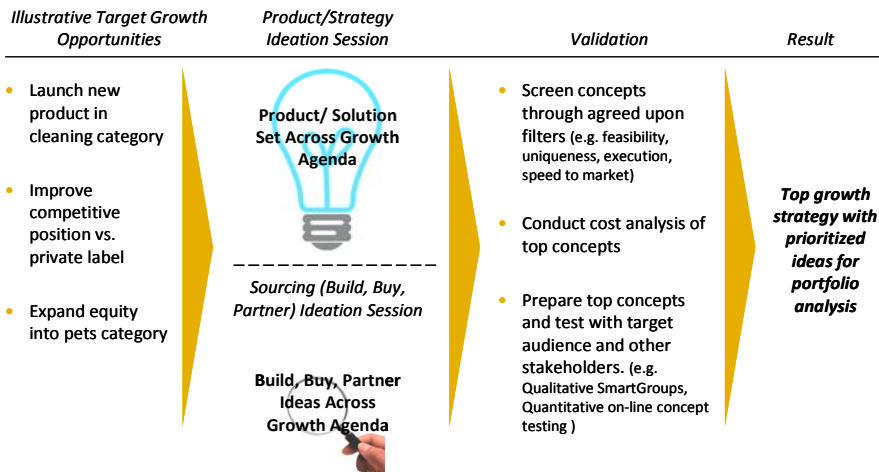 Illustrative Target Growth
Opportunities
Product/Strategy
Ideation Session
Validation
Result
• Launch new
product in
cleaning category
• Improve
competitive
position vs.
private label
• Expand equity
into pets category
Product/ Solution
Set Across Growth
Agenda
Sourcing (Build, Buy,
Partner) Ideation Session
Build, Buy, Partner
Ideas Across
Growth Agenda
• Screen concepts
through agreed upon
filters (e.g. feasibility,
uniqueness, execution,
speed to market)
• Conduct cost analysis of
top concepts
• Prepare top concepts
and test with target
audience and other
stakeholders. (e.g.
Qualitative SmartGroups,
Quantitative on-line concept
testing )
Top growth
strategy with
prioritized
ideas for
portfolio
analysis